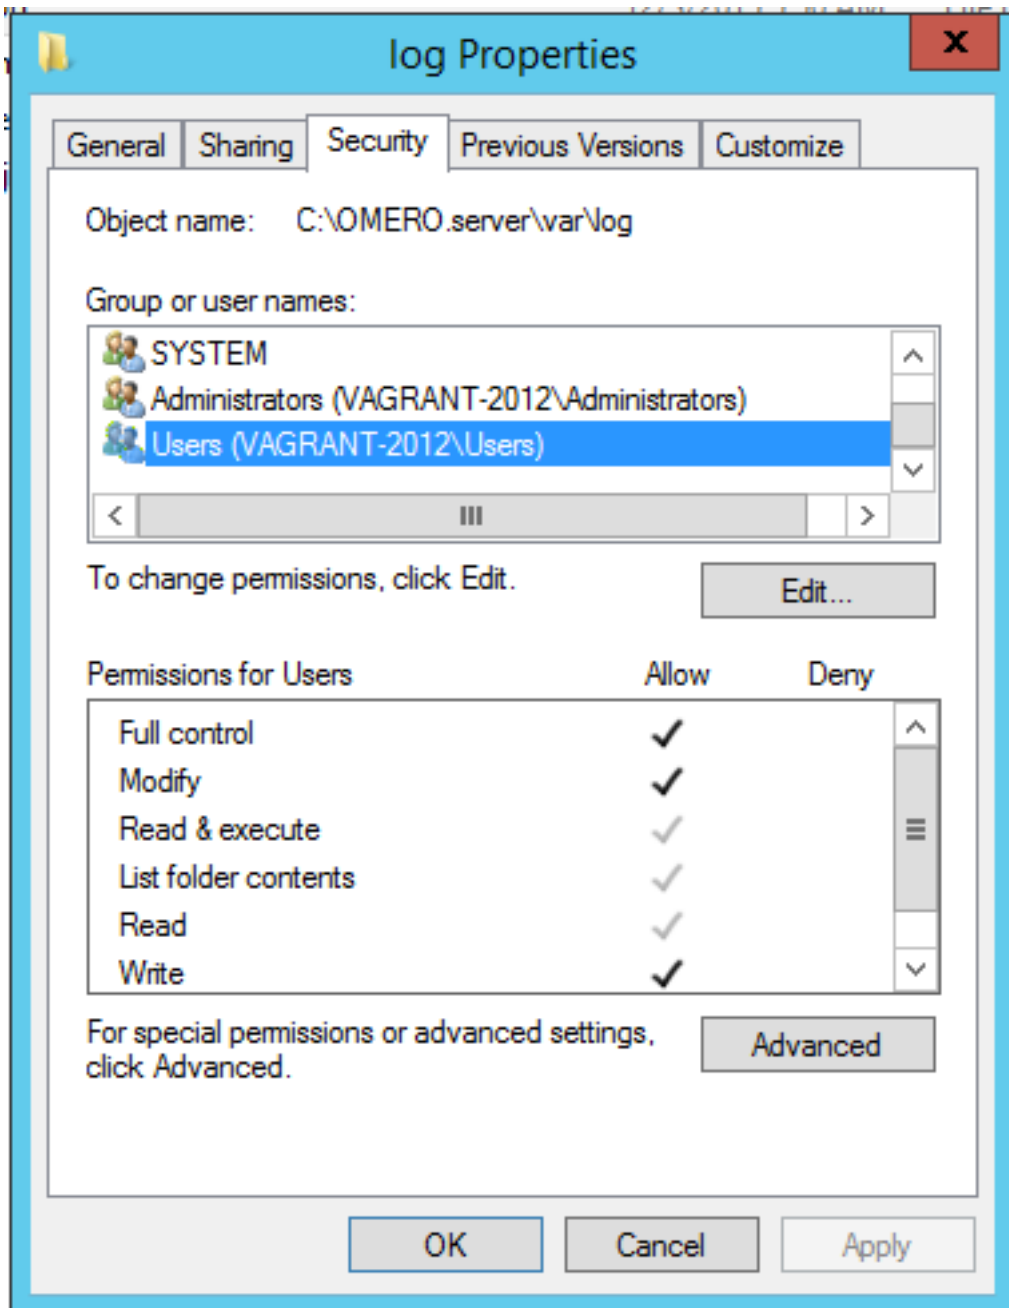 log Properties
x
General Sharing Security Previous Versions Customize
Object name: C:\OMERO.server\var\log
Group or user names:
SYSTEM
Administrators (VAGRANT-2012\Administrators)
Users (VAGRANT-2012\Users)
To change permissions, click Edit.
Edit...
Permissions for Users Allow Deny
Full control
Modify
Read & execute
List folder contents
Read
Write
For special permissions or advanced settings,
click Advanced.
Advanced
OK Cancel Apply